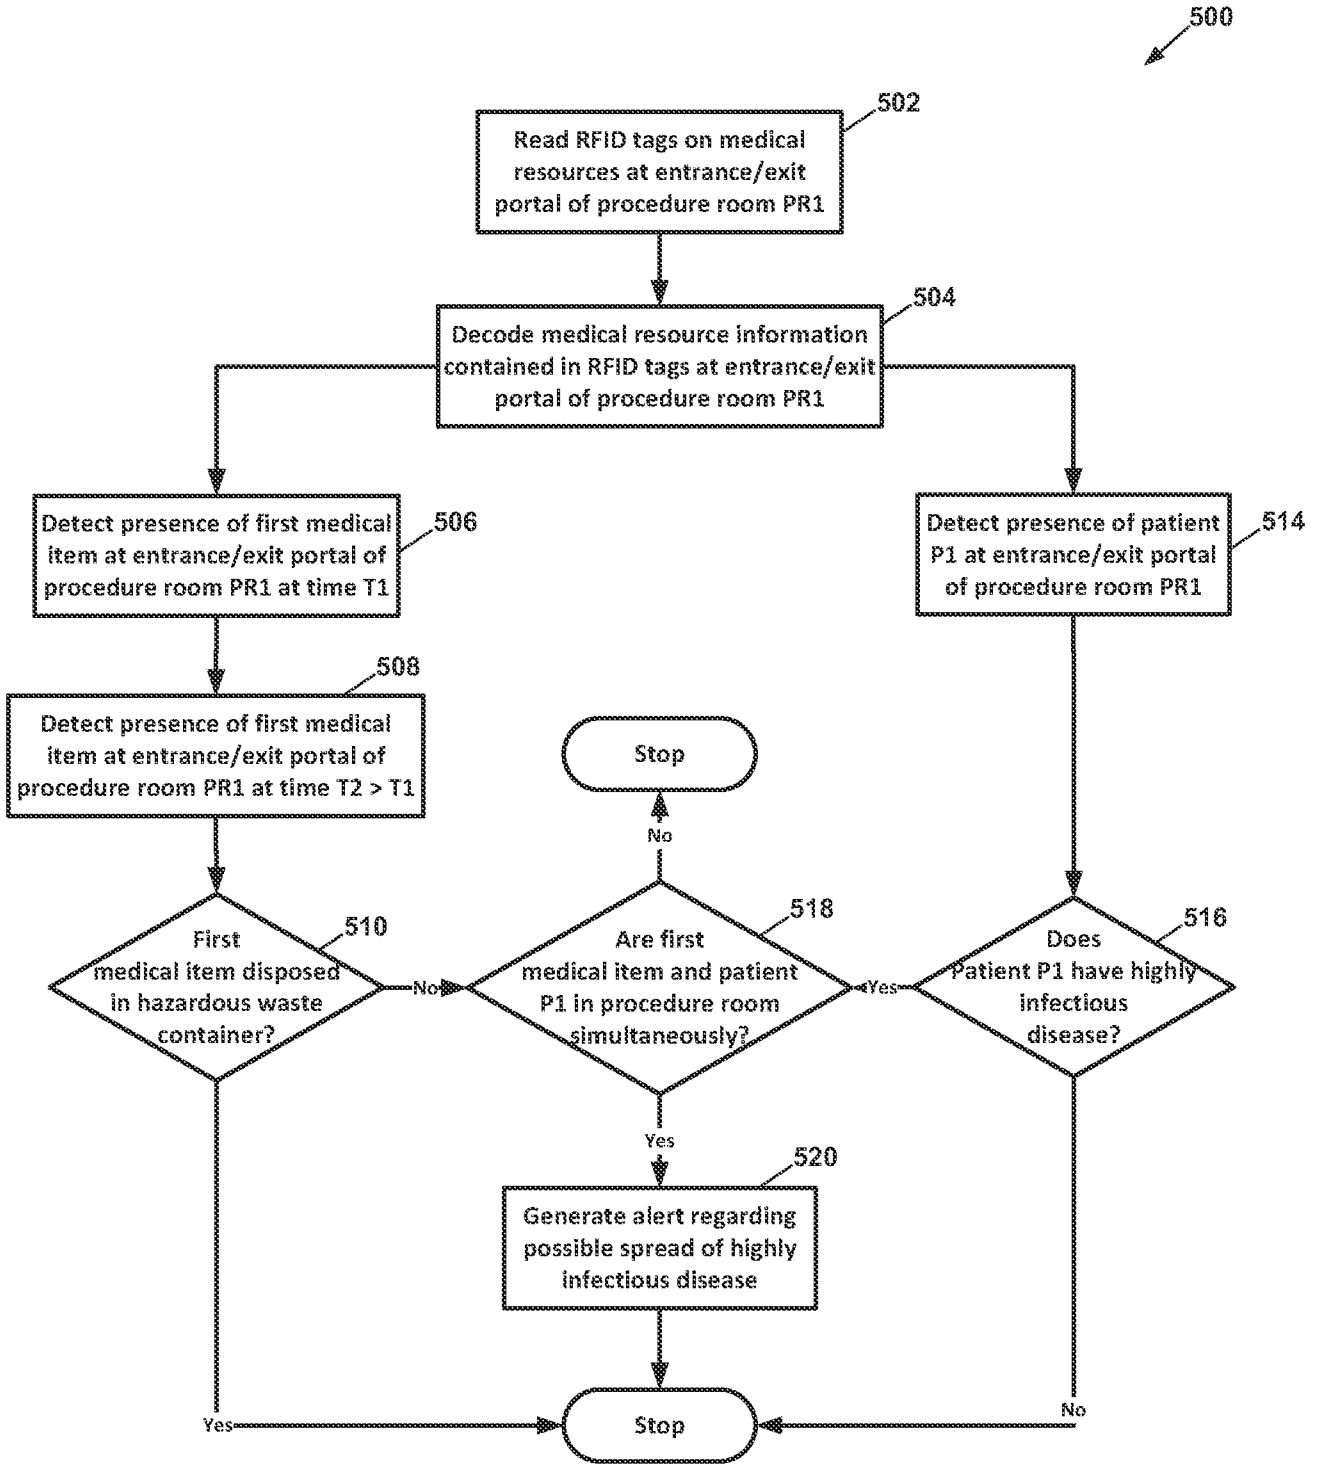 500
502
Read RFID tags on medical
resources at entrance/exit
portal of procedure room PR1
504
Decode medical resource information
contained in RFID tags at entrance/exit
portal of procedure room PR1
506
Detect presence of first medical
item at entrance/exit portal of
procedure room PR1 at time T1
514
Detect presence of patient
P1 at entrance/exit portal
of procedure room PR1
508
Detect presence of first medical
item at entrance/exit portal of
procedure room PR1 at time T2 > T1
Stop
No
510
First
medical item disposed
in hazardous waste
container?
No
518
Are first
medical item and patient
P1 in procedure room
simultaneously?
Yes
516
Does
Patient P1 have highly
infectious
disease?
Yes
520
Generate alert regarding
possible spread of highly
infectious disease
Yes
Stop
No